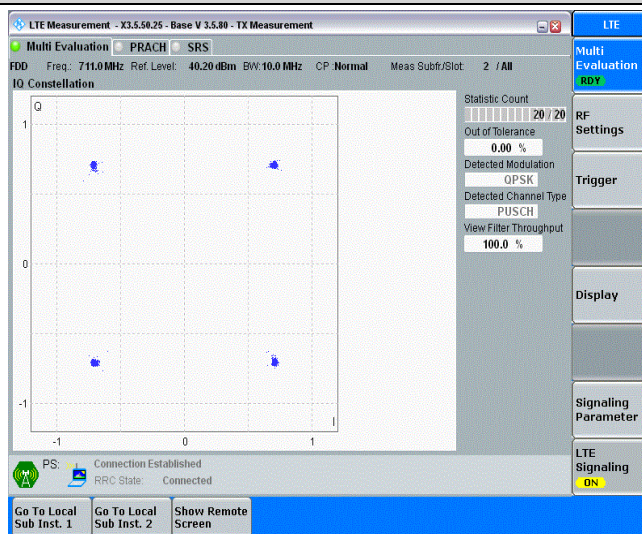 LTE Measurement - X3.5.50.25 - Base V 3.5.80 - TX Measurement
LTE
Multi Evaluation PRACH SRS
FDD Freq.: 711.0 MHz Ref. Level: 40.20 dBm BW: 10.0 MHz CP : Normal Meas Subfr./Slot: 2 / All
IQ Constellation
Q
1
0
-1
-1 0 1
I
Statistic Count
20 / 20
Out of Tolerance
0.00 %
Detected Modulation
QPSK
Detected Channel Type
PUSCH
View Filter Throughput
100.0 %
Multi
Evaluation
RDY
RF
Settings
Trigger
Display
Signaling
Parameter
LTE
Signaling
ON
PS: Connection Established
RRC State: Connected
Go To Local
Sub Inst. 1
Go To Local
Sub Inst. 2
Show Remote
Screen